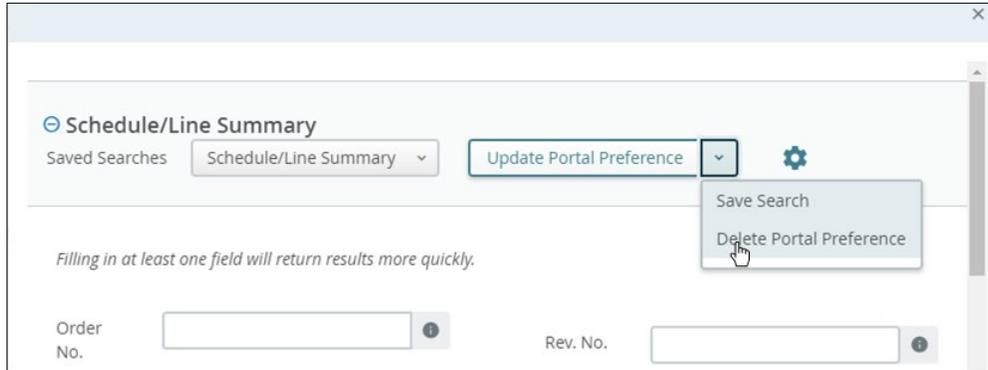 Schedule/Line Summary
Saved Searches Schedule/Line Summary Update Portal Preference
Save Search
Delete Portal Preference
Filling in at least one field will return results more quickly.
Order
No.
Rev. No.